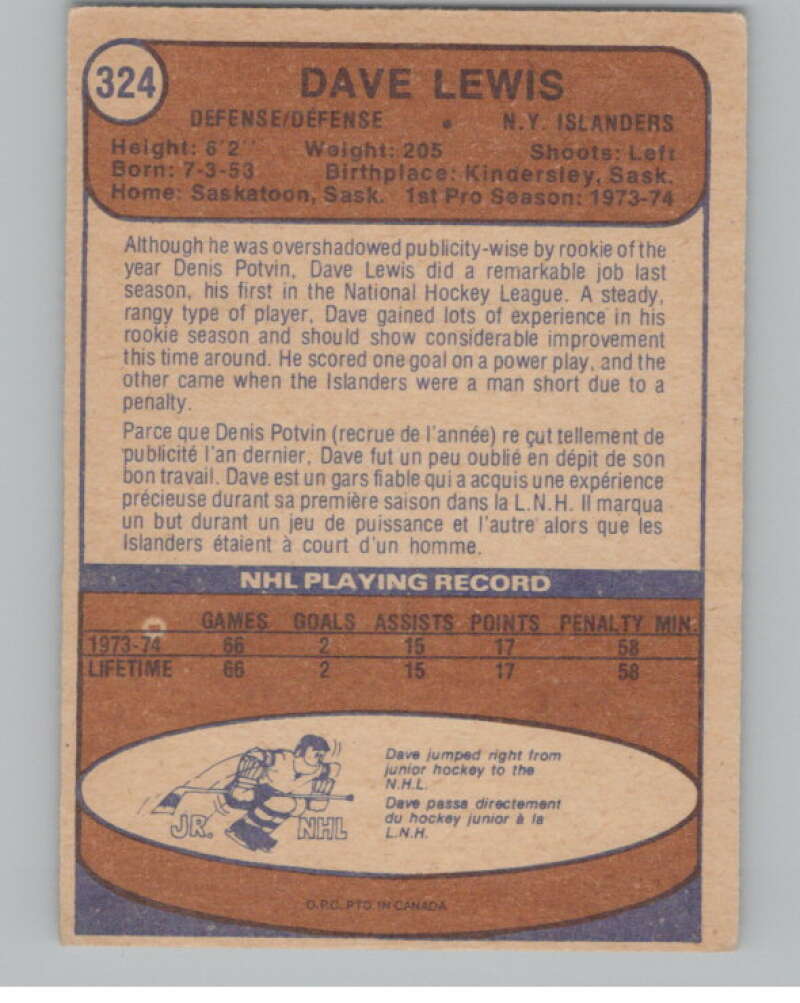 324
DAVE LEWIS
DEFENSE/DÉFENSE • N.Y. ISLANDERS
Height: 6'2" Weight: 205 Shoots: Left
Born: 7-3-53 Birthplace: Kindersley, Sask.
Home: Saskatoon, Sask. 1st Pro Season: 1973-74
Although he was overshadowed publicity-wise by rookie of the
year Denis Potvin, Dave Lewis did a remarkable job last
season, his first in the National Hockey League. A steady,
rangy type of player, Dave gained lots of experience in his
rookie season and should show considerable improvement
this time around. He scored one goal on a power play, and the
other came when the Islanders were a man short due to a
penalty.
Parce que Denis Potvin (recrue de l'année) re çut tellement de
publicité l'an dernier, Dave fut un peu oublié en dépit de son
bon travail. Dave est un gars fiable qui a acquis une expérience
précieuse durant sa première saison dans la L.N.H. Il marqua
un but durant un jeu de puissance et l'autre alors que les
Islanders étaient à court d'un homme.
NHL PLAYING RECORD
GAMES GOALS ASSISTS POINTS PENALTY MIN.
1973-74 66 2 15 17 58
LIFETIME 66 2 15 17 58
Dave jumped right from
junior hockey to the
N.H.L.
Dave passa directement
du hockey junior à la
L.N.H.
JR. NHL
O.P.C. PTD. IN CANADA